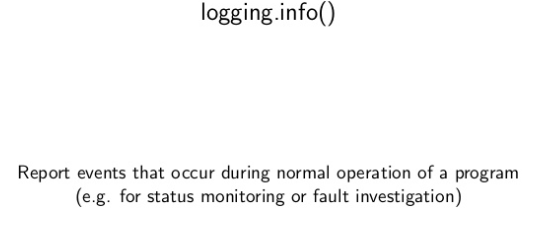 logging.info()
Report events that occur during normal operation of a program
(e.g. for status monitoring or fault investigation)